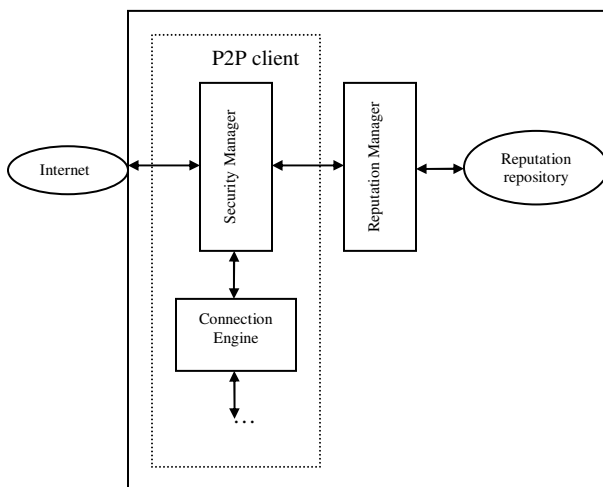 P2P client
Internet
Security Manager
Reputation Manager
Reputation
repository
Connection
Engine
…